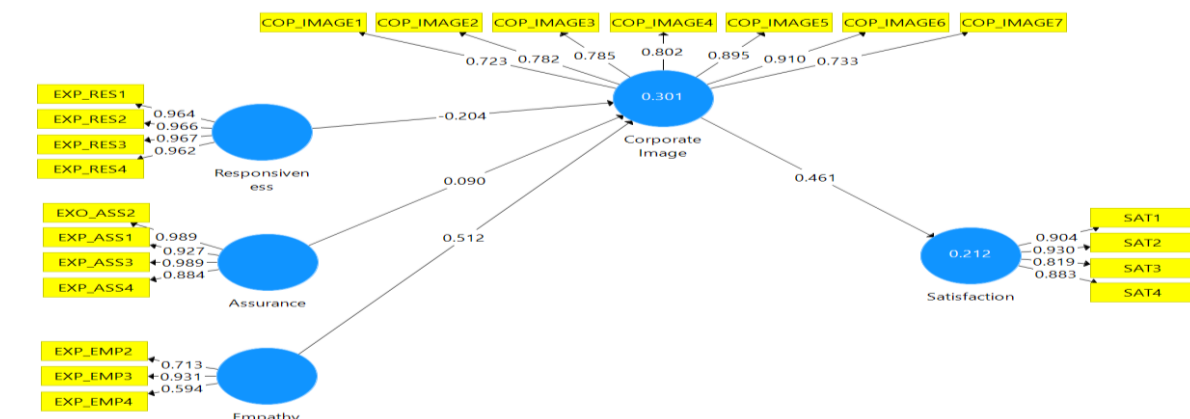 COP_IMAGE1 COP_IMAGE2 COP_IMAGE3 COP_IMAGE4 COP_IMAGE5 COP_IMAGE6 COP_IMAGE7
0.723 0.782 0.785 0.802 0.895 0.910 0.733
EXP_RES1
EXP_RES2
EXP_RES3
EXP_RES4
0.964
0.966
0.967
0.962
Responsiven
ess
-0.204
0.301
Corporate
Image
0.090
0.461
EXO_ASS2
EXP_ASS1
EXP_ASS3
EXP_ASS4
0.989
0.927
0.989
0.884
Assurance
0.512
0.212
Satisfaction
0.904
0.930
0.819
0.883
SAT1
SAT2
SAT3
SAT4
EXP_EMP2
EXP_EMP3
EXP_EMP4
0.713
0.931
0.594
Empathy